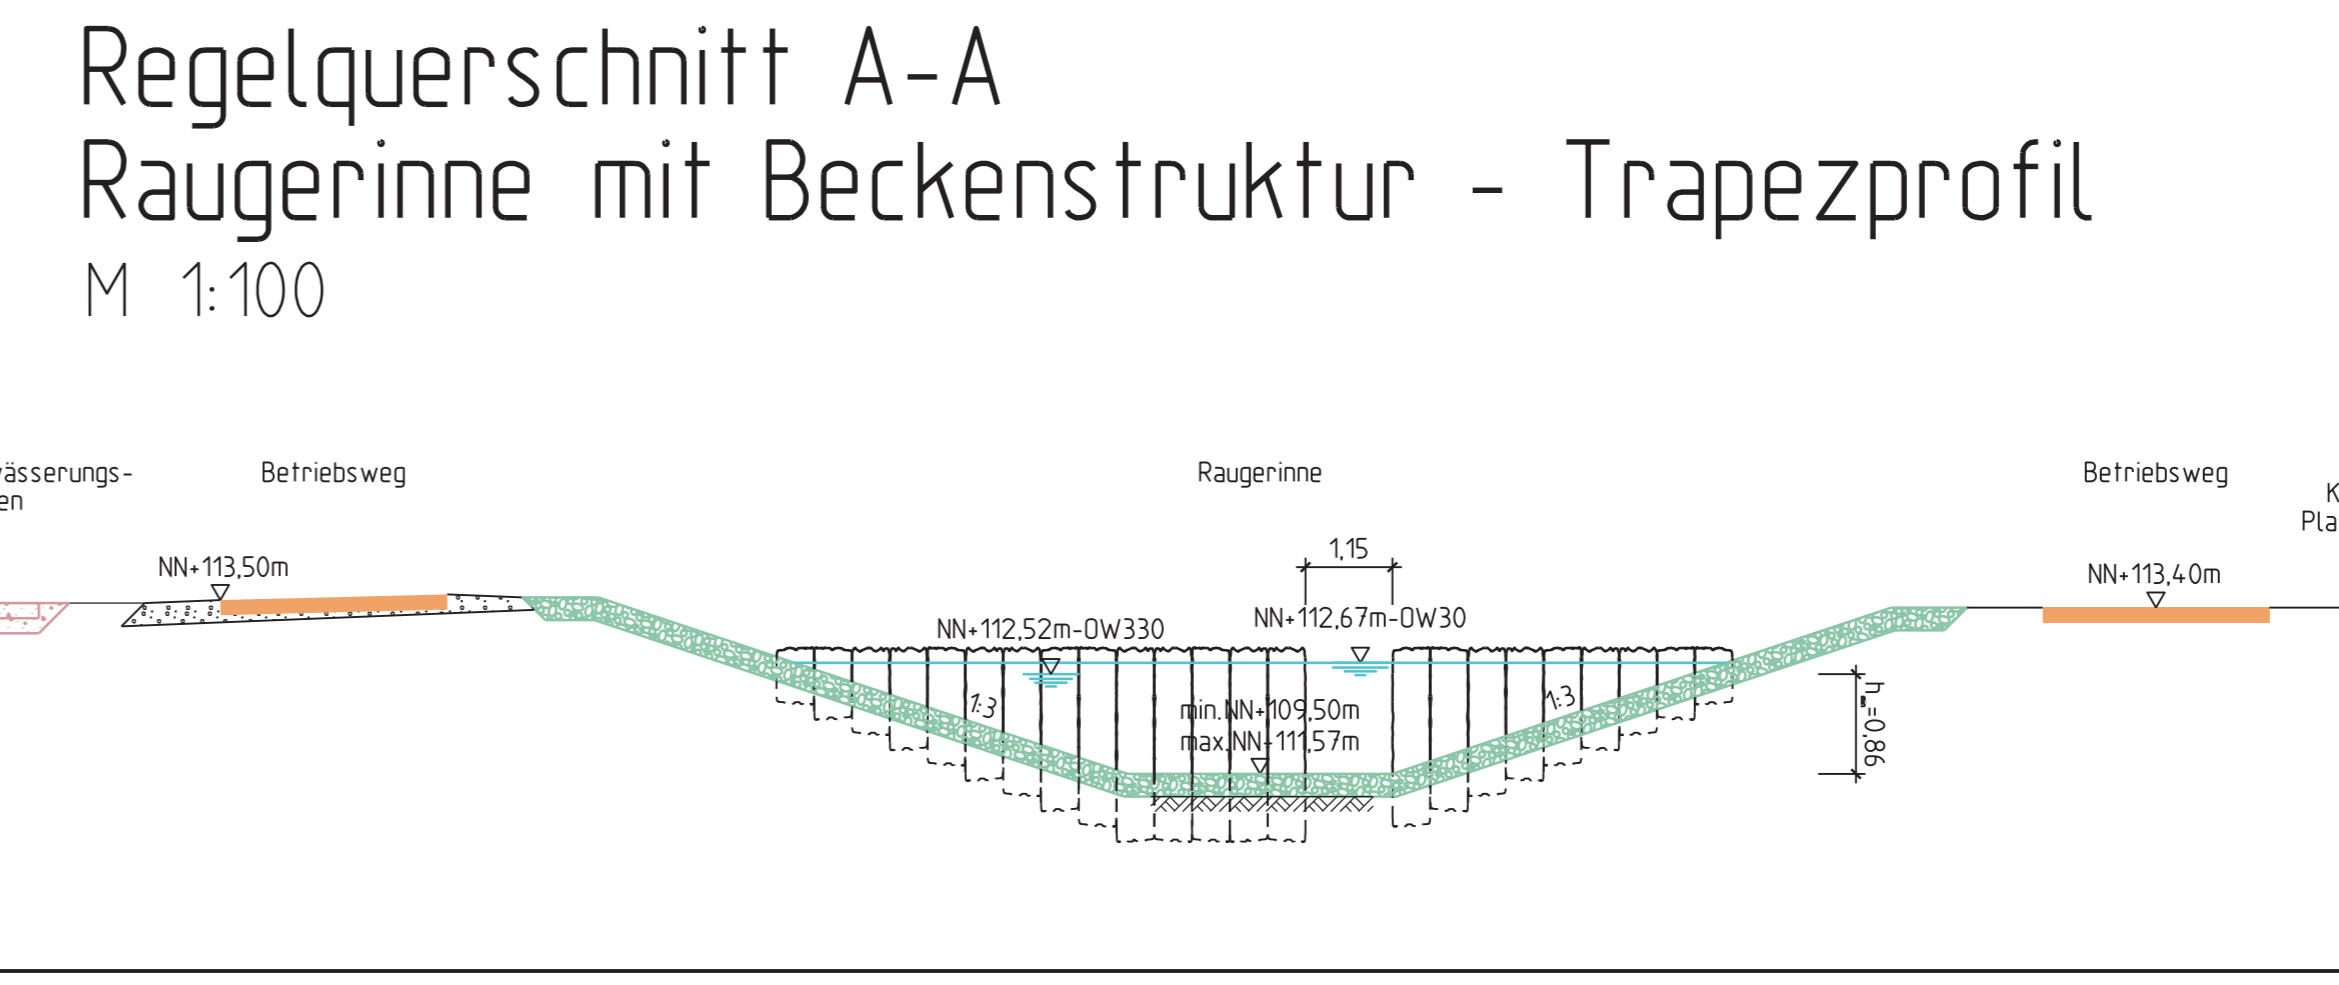 Regelquerschnitt A-A
Raugerinne mit Beckenstruktur - Trapezprofil
M 1:100
Betriebsweg
Raugerinne
Betriebsweg
NN+113,50m
1,15
NN+112,52m-OW330
NN+112,67m-OW30
NN+113,40m
1:3
min.NN+109,50m
max.NN+111,57m
1:3
=0,86